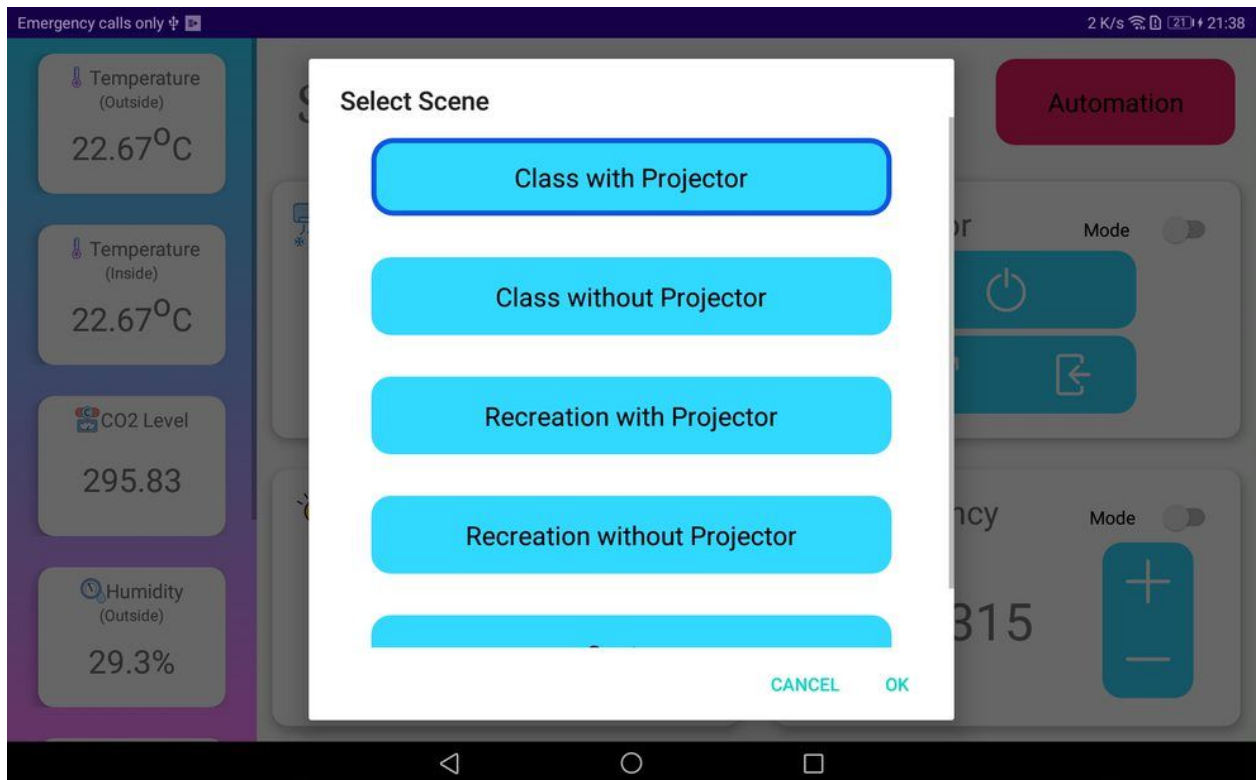 Emergency calls only
2 K/s 21 21:38
Temperature
(Outside)
22.67°C
Temperature
(Inside)
22.67°C
CO2 Level
295.83
Humidity
(Outside)
29.3%
Select Scene
Class with Projector
Class without Projector
Recreation with Projector
Recreation without Projector
CANCEL OK
Automation
Mode
Mode
315